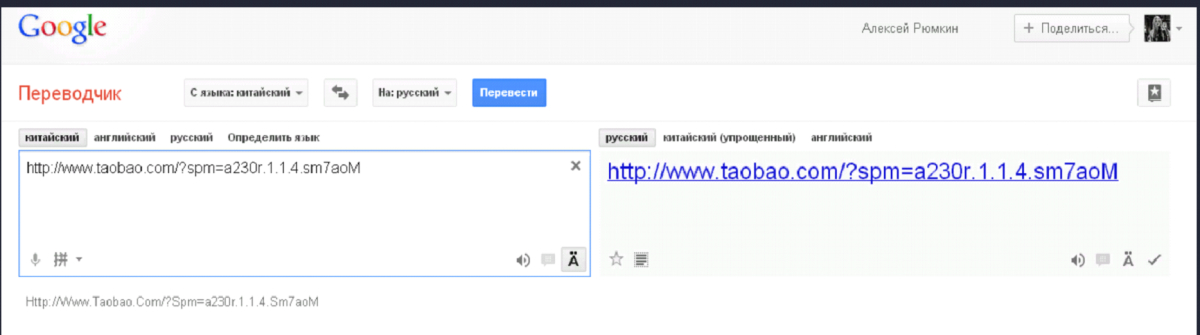 Google
Алексей Рюмкин
+ Поделиться...
Переводчик
С языка: китайский
На: русский
Перевести
китайский английский русский Определить язык
русский китайский (упрощенный) английский
http://www.taobao.com/?spm=a230r.1.1.4.sm7aoM
http://www.taobao.com/?spm=a230r.1.1.4.sm7aoM
拼
Ä
Ä
Http://Www.Taobao.Com/?Spm=a230r.1.1.4.Sm7aoM